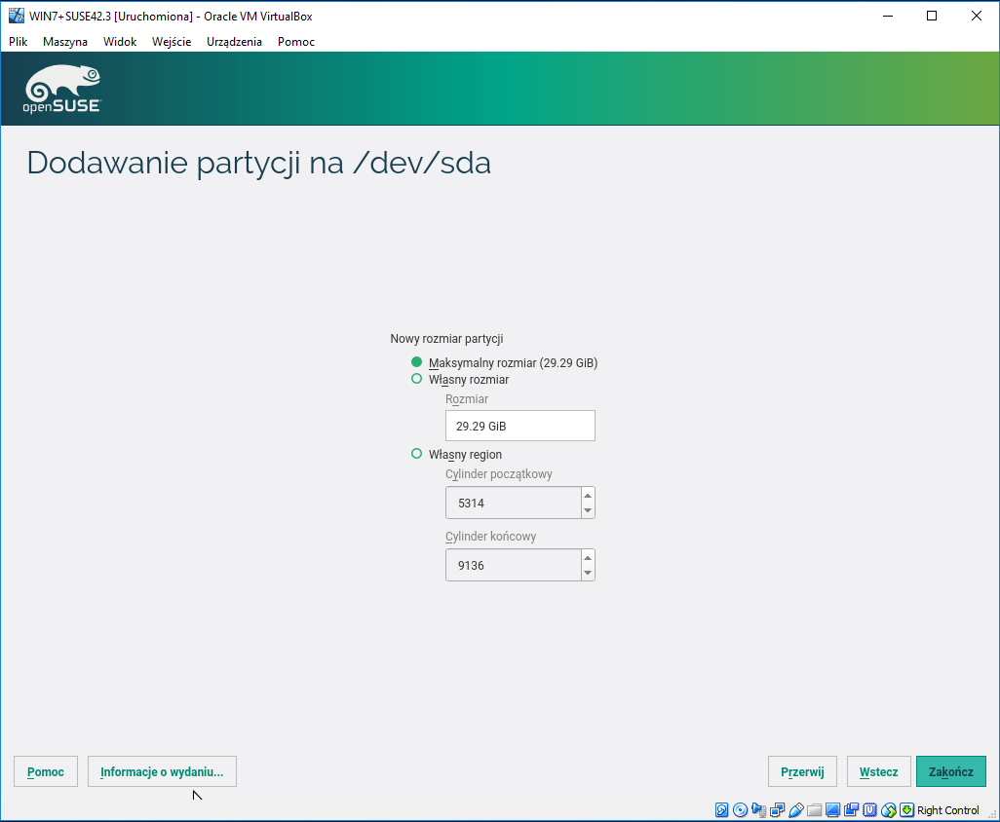 WIN7+SUSE42.3 [Uruchomiona] - Oracle VM VirtualBox
Plik Maszyna Widok Wejście Urządzenia Pomoc
openSUSE
Dodawanie partycji na /dev/sda
Nowy rozmiar partycji
Maksymalny rozmiar (29.29 GiB)
Własny rozmiar
Rozmiar
29.29 GiB
Własny region
Cylinder początkowy
5314
Cylinder końcowy
9136
Pomoc Informacje o wydaniu... Przerwij Wstecz Zakończ
Right Control